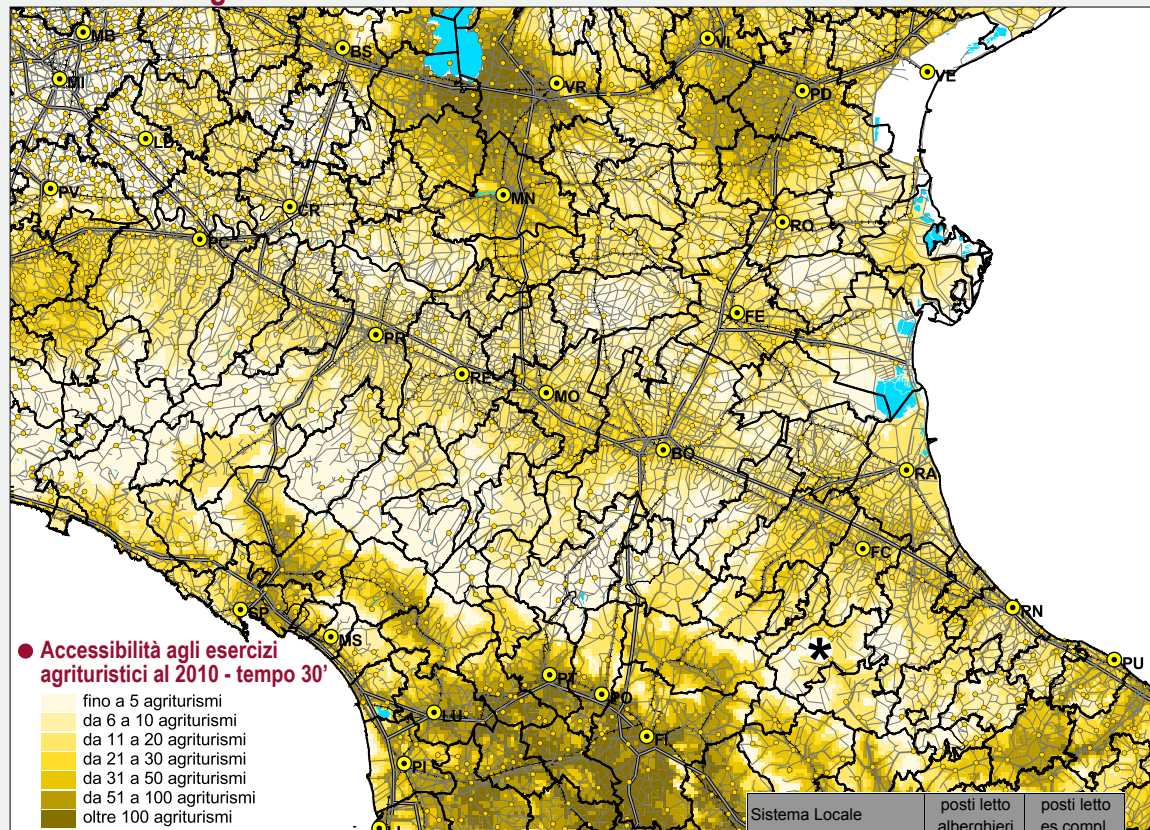 MB
MI
BS
VI
VR
PD
VE
PV
MN
CR
RO
PC
FE
PR
RE
MO
BO
RA
FC
RN
SP
MS
PU
PT
PO
LU
FI
PI
*
● Accessibilità agli esercizi
agrituristici al 2010 - tempo 30’
fino a 5 agriturismi
da 6 a 10 agriturismi
da 11 a 20 agriturismi
da 21 a 30 agriturismi
da 31 a 50 agriturismi
da 51 a 100 agriturismi
oltre 100 agriturismi
Sistema Locale
posti letto
alberghieri
posti letto
es.compl.